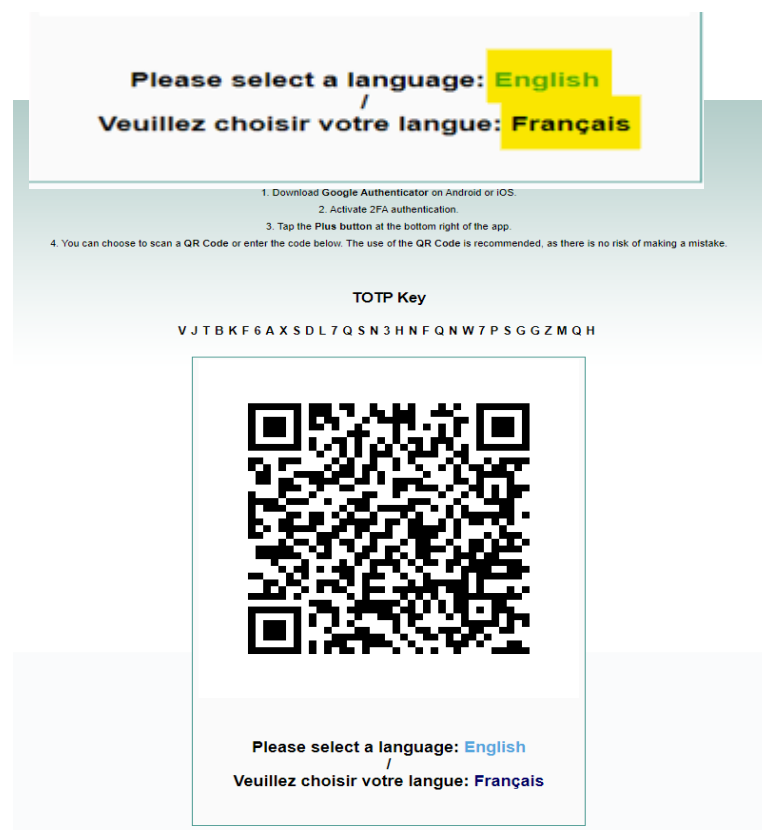 Please select a language: English
/
Veuillez choisir votre langue: Français
1. Download Google Authenticator on Android or iOS.
2. Activate 2FA authentication.
3. Tap the Plus button at the bottom right of the app.
4. You can choose to scan a QR Code or enter the code below. The use of the QR Code is recommended, as there is no risk of making a mistake.
TOTP Key
V J T B K F 6 A X S D L 7 Q S N 3 H N F Q N W 7 P S G G Z M Q H
Please select a language: English
/
Veuillez choisir votre langue: Français